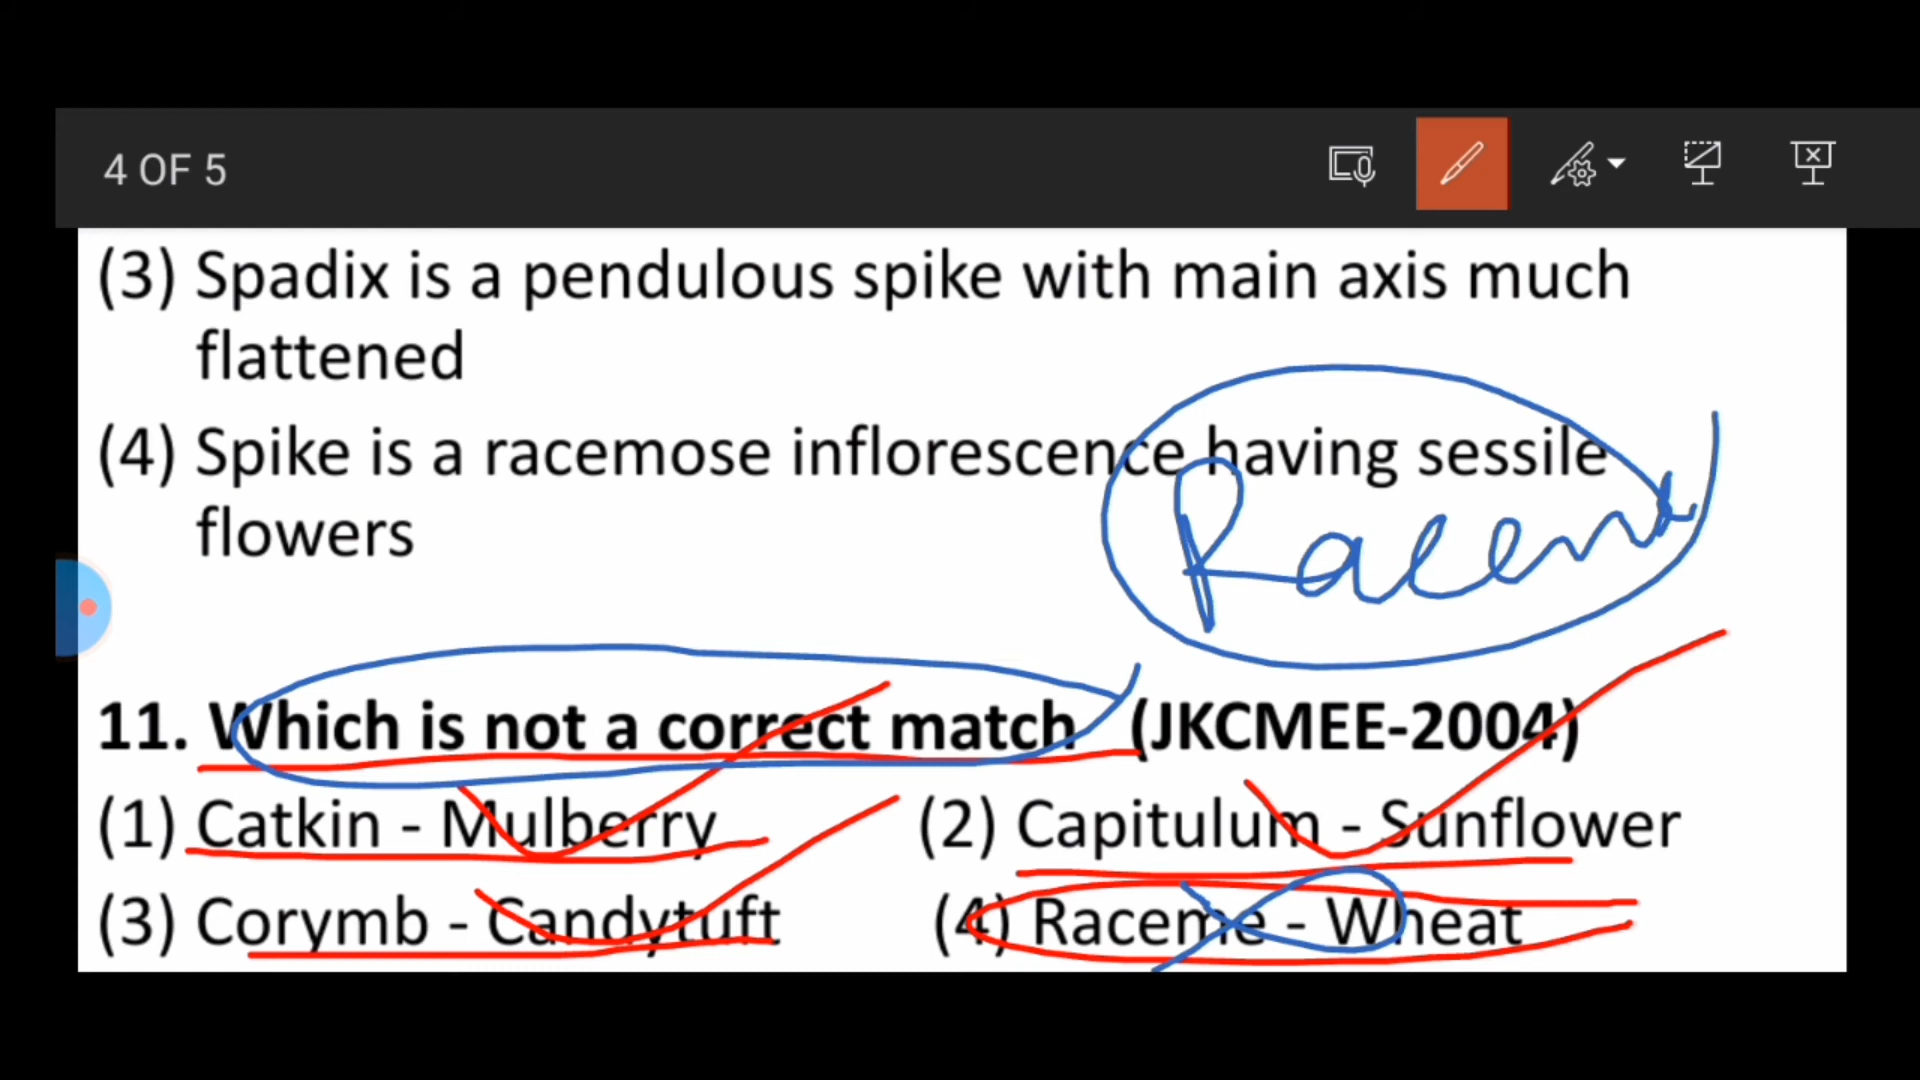 4 OF 5
(3) Spadix is a pendulous spike with main axis much
flattened
(4) Spike is a racemose inflorescence having sessile
flowers
Raceme
11. Which is not a correct match (JKCMEE-2004)
(1) Catkin - Mulberry (2) Capitulum - Sunflower
(3) Corymb - Candytuft (4) Raceme - Wheat